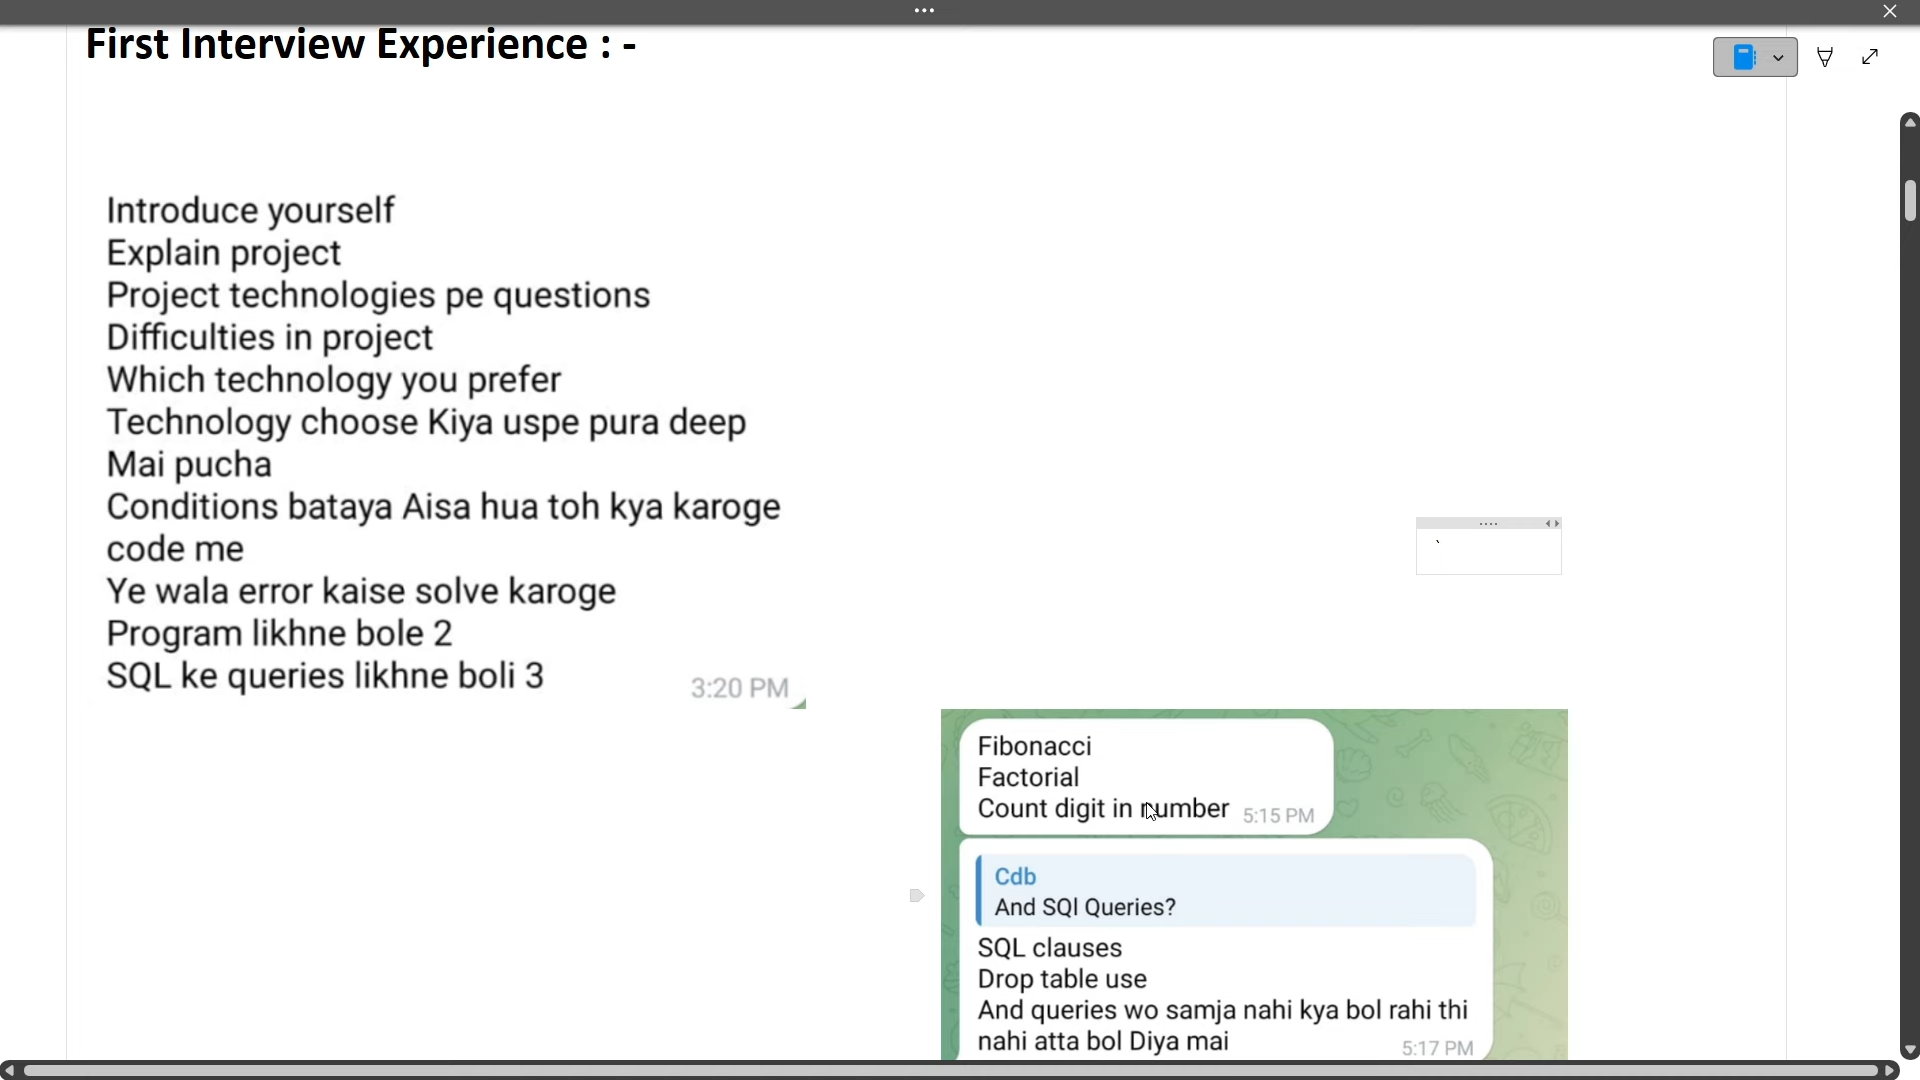 First Interview Experience : -
Introduce yourself
Explain project
Project technologies pe questions
Difficulties in project
Which technology you prefer
Technology choose Kiya uspe pura deep
Mai pucha
Conditions bataya Aisa hua toh kya karoge
code me
Ye wala error kaise solve karoge
Program likhne bole 2
SQL ke queries likhne boli 3
3:20 PM
`
Fibonacci
Factorial
Count digit in number 5:15 PM
Cdb
And SQl Queries?
SQL clauses
Drop table use
And queries wo samja nahi kya bol rahi thi
nahi atta bol Diya mai
5:17 PM